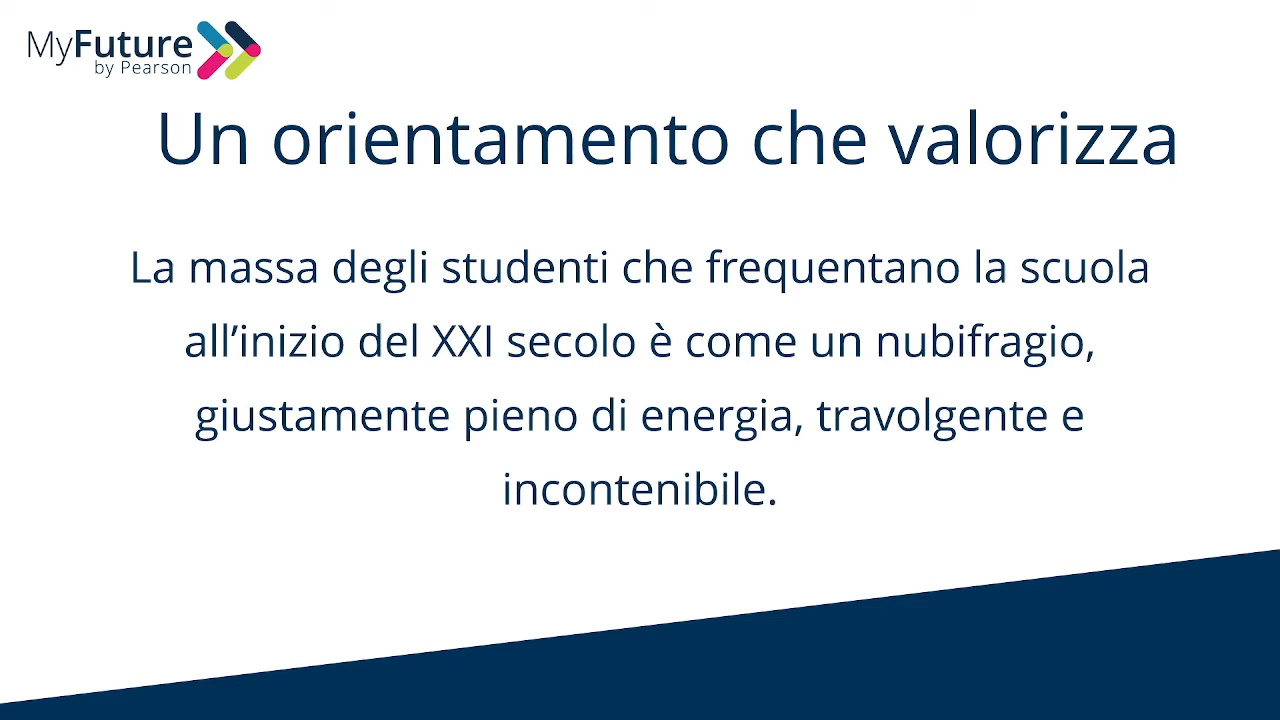 MyFuture
by Pearson
Un orientamento che valorizza
La massa degli studenti che frequentano la scuola
all’inizio del XXI secolo è come un nubifragio,
giustamente pieno di energia, travolgente e
incontenibile.